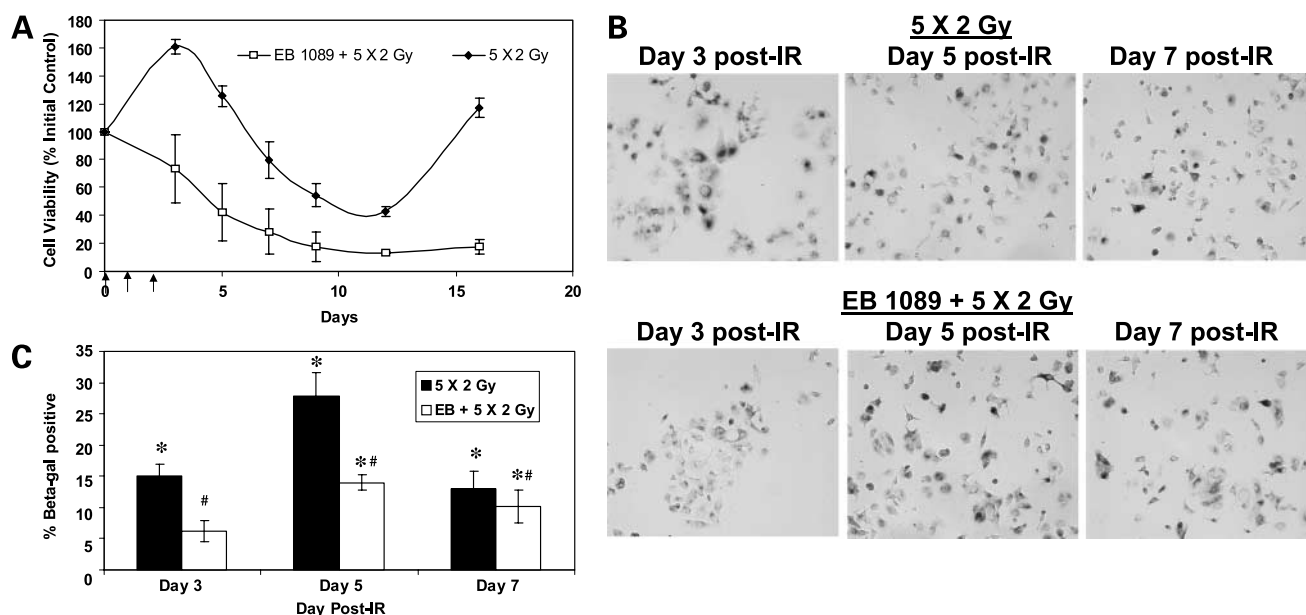 A
180
160
140
120
100
80
60
40
20
0
Cell Viability (% Initial Control)
EB 1089 + 5 X 2 Gy
5 X 2 Gy
0 5 10 15 20
Days
B
5 X 2 Gy
Day 3 post-IR Day 5 post-IR Day 7 post-IR
EB 1089 + 5 X 2 Gy
Day 3 post-IR Day 5 post-IR Day 7 post-IR
C
35
30
25
20
15
10
5
0
% Beta-gal positive
5 X 2 Gy
EB + 5 X 2 Gy
*
#
*
*#
*
*#
Day 3 Day 5 Day 7
Day Post-IR